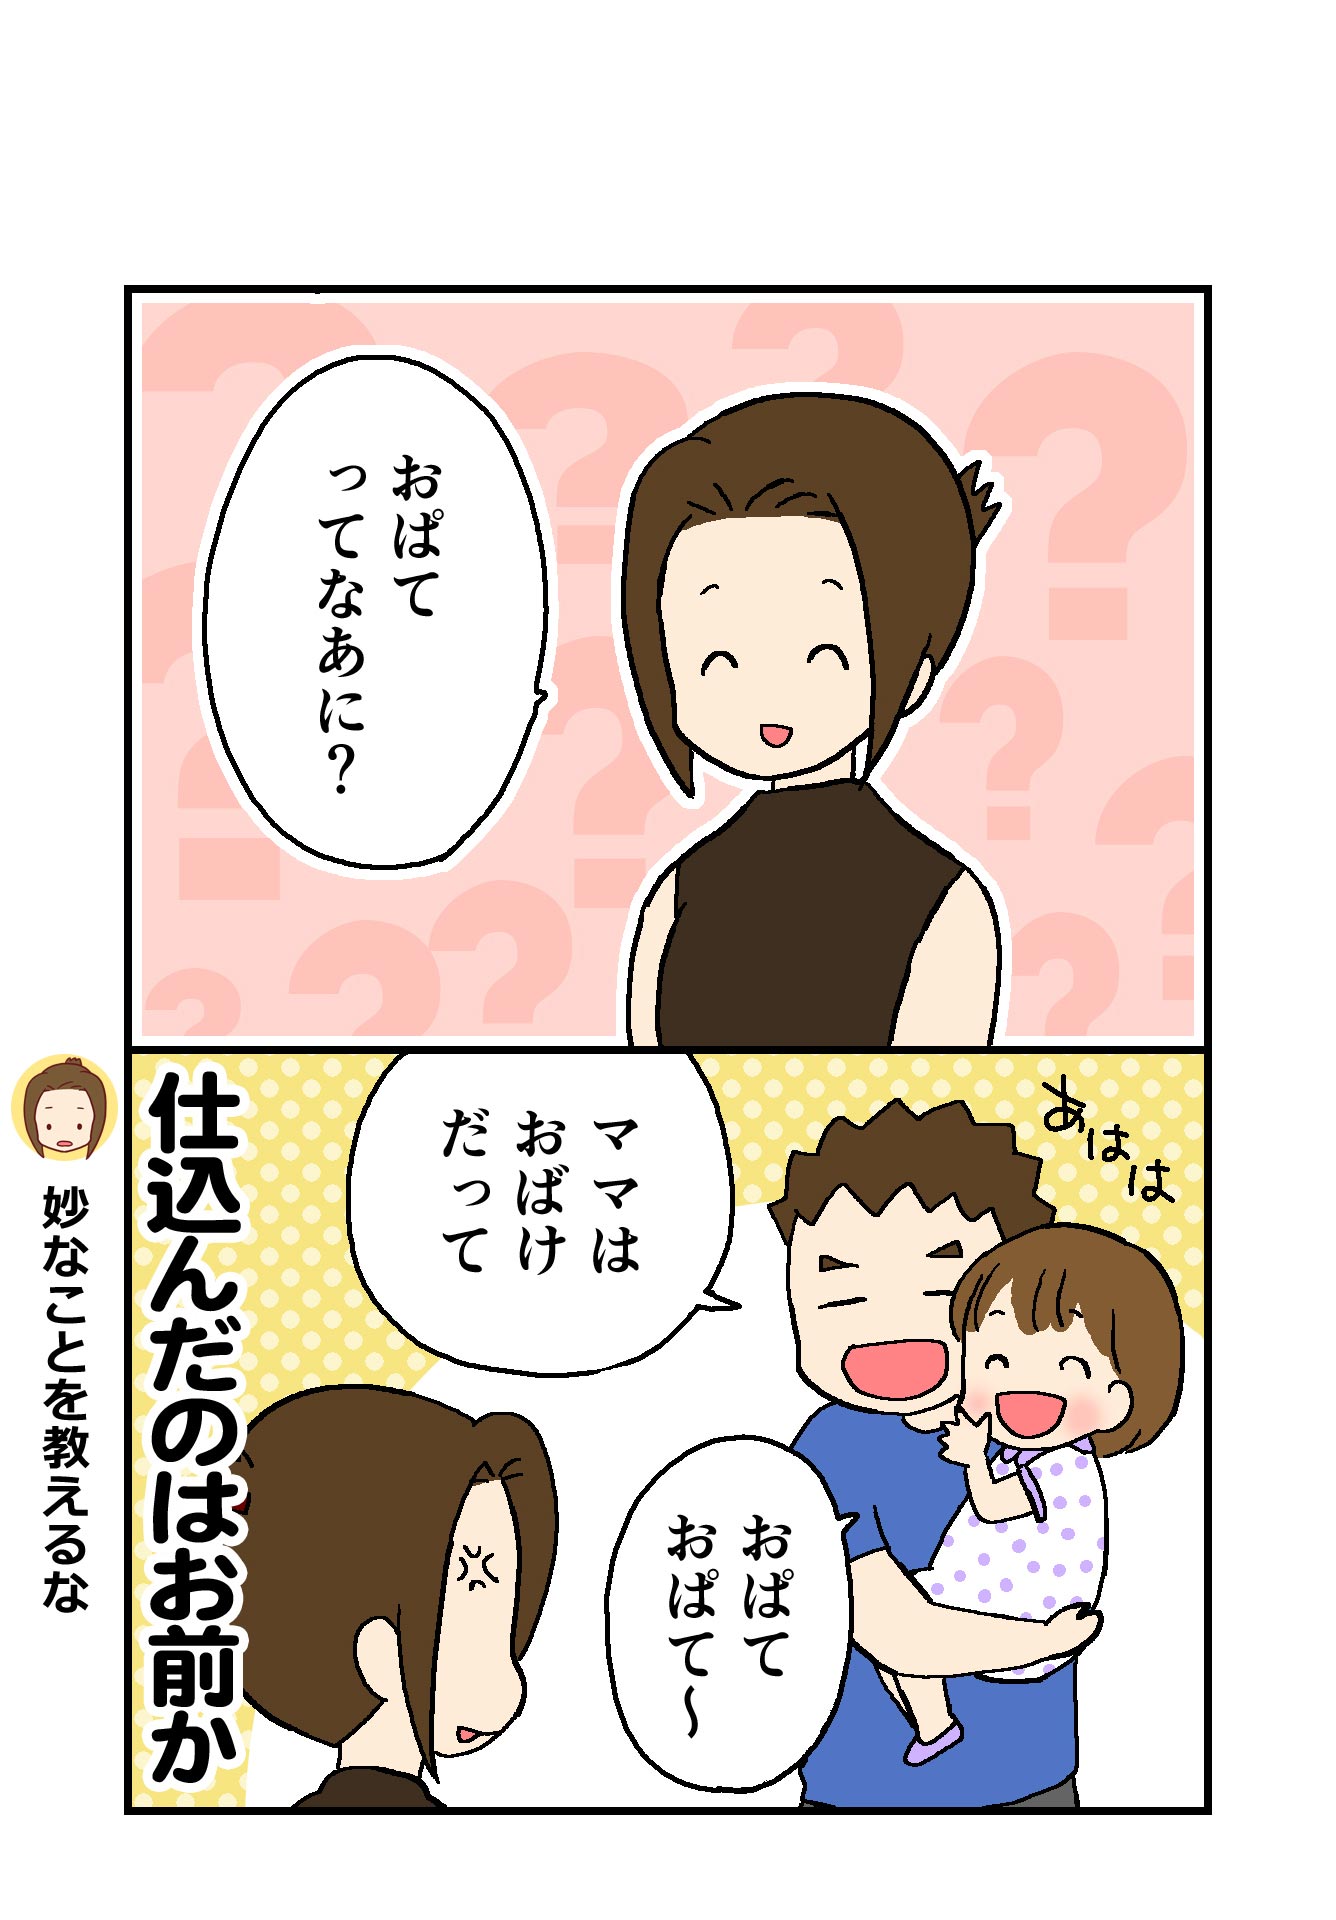 おぱて
ってなあに?
あはは
ママは
おばけ
だって
おぱて
おぱて〜
仕込んだのはお前か
妙なことを教えるな